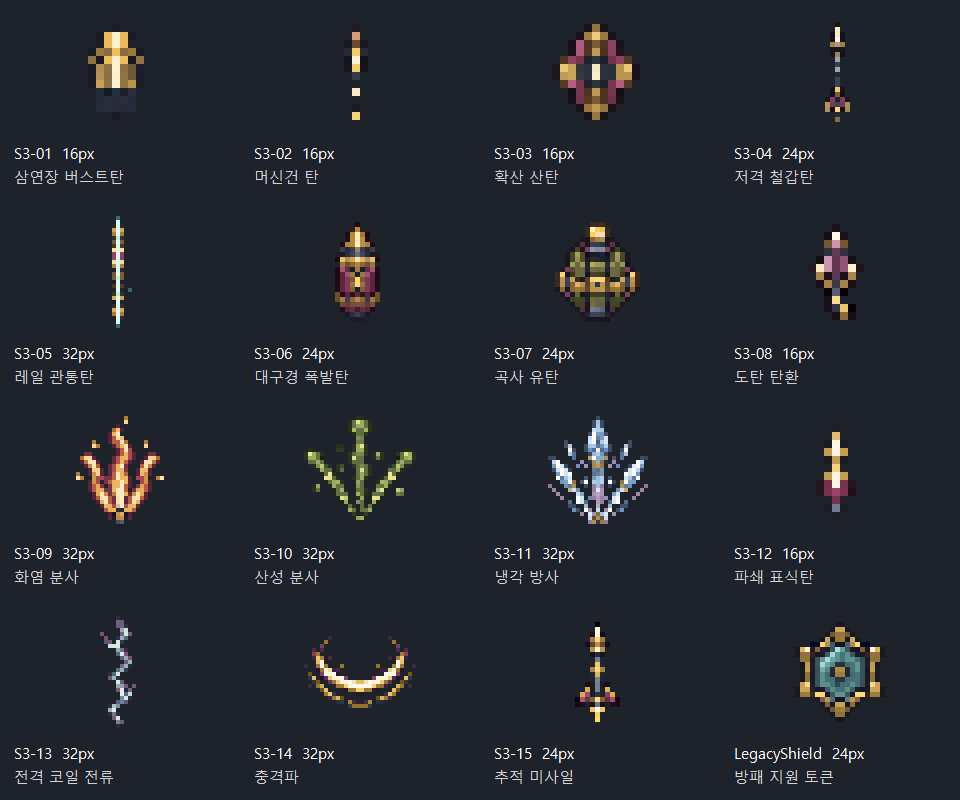 S3-01 16px
삼연장 버스트탄
S3-02 16px
머신건 탄
S3-03 16px
확산 산탄
S3-04 24px
저격 철갑탄
S3-05 32px
레일 관통탄
S3-06 24px
대구경 폭발탄
S3-07 24px
곡사 유탄
S3-08 16px
도탄 탄환
S3-09 32px
화염 분사
S3-10 32px
산성 분사
S3-11 32px
냉각 방사
S3-12 16px
파쇄 표식탄
S3-13 32px
전격 코일 전류
S3-14 32px
충격파
S3-15 24px
추적 미사일
LegacyShield 24px
방패 지원 토큰